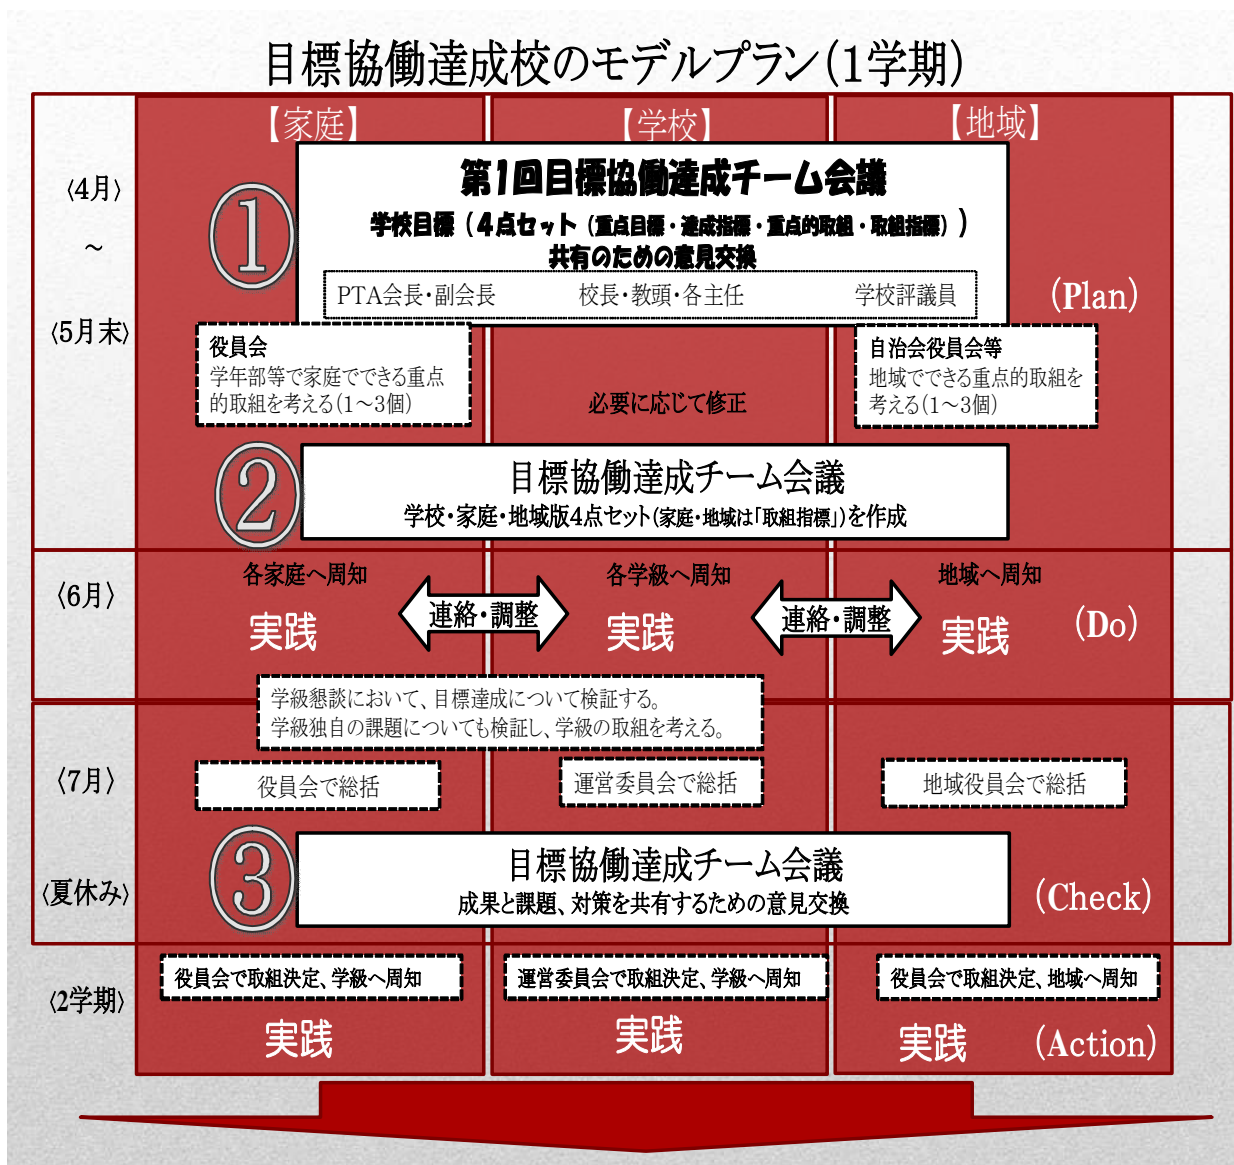 目標協働達成校のモデルプラン(1学期)
【家庭】
【学校】
【地域】
〈4月〉
～
〈5月末〉
①
第1回目標協働達成チーム会議
学校目標（4点セット（重点目標・達成指標・重点的取組・取組指標））
共有のための意見交換
PTA会長・副会長
校長・教頭・各主任
学校評議員
(Plan)
役員会
学年部等で家庭でできる重点
的取組を考える(1～3個)
必要に応じて修正
自治会役員会等
地域でできる重点的取組を
考える(1～3個)
②
目標協働達成チーム会議
学校・家庭・地域版4点セット(家庭・地域は「取組指標」)を作成
〈6月〉
各家庭へ周知
各学級へ周知
地域へ周知
実践
連絡・調整
実践
連絡・調整
実践
(Do)
学級懇談において、目標達成について検証する。
学級独自の課題についても検証し、学級の取組を考える。
〈7月〉
役員会で総括
運営委員会で総括
地域役員会で総括
〈夏休み〉
③
目標協働達成チーム会議
成果と課題、対策を共有するための意見交換
(Check)
〈2学期〉
役員会で取組決定、学級へ周知
運営委員会で取組決定、学級へ周知
役員会で取組決定、地域へ周知
実践
実践
実践
(Action)